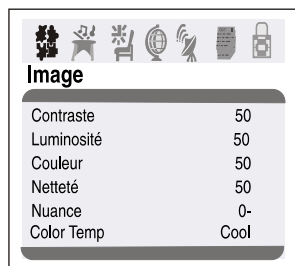 Image
Contraste 50
Luminosité 50
Couleur 50
Netteté 50
Nuance 0-
Color Temp Cool